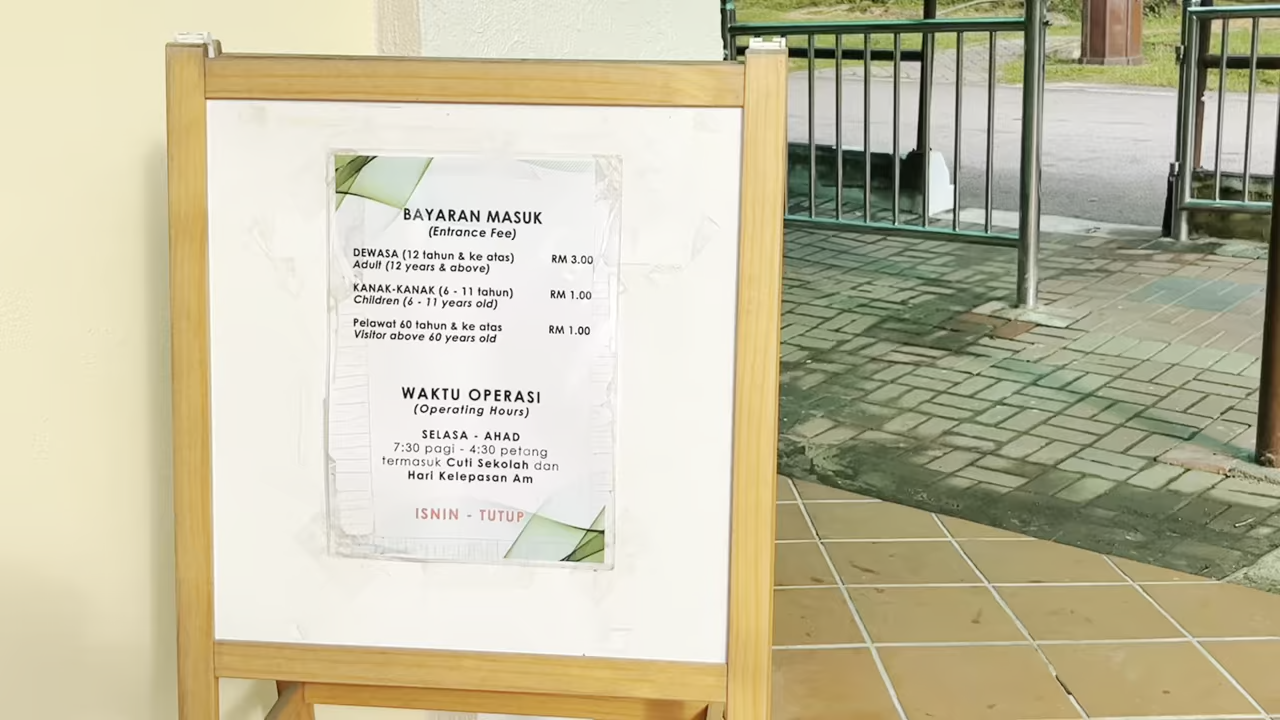 BAYARAN MASUK
(Entrance Fee)
DEWASA (12 tahun & ke atas) RM 3.00
Adult (12 years & above)
KANAK-KANAK (6 - 11 tahun) RM 1.00
Children (6 - 11 years old)
Pelawat 60 tahun & ke atas RM 1.00
Visitor above 60 years old
WAKTU OPERASI
(Operating Hours)
SELASA - AHAD
7:30 pagi - 4:30 petang
termasuk Cuti Sekolah dan
Hari Kelepasan Am
ISNIN - TUTUP